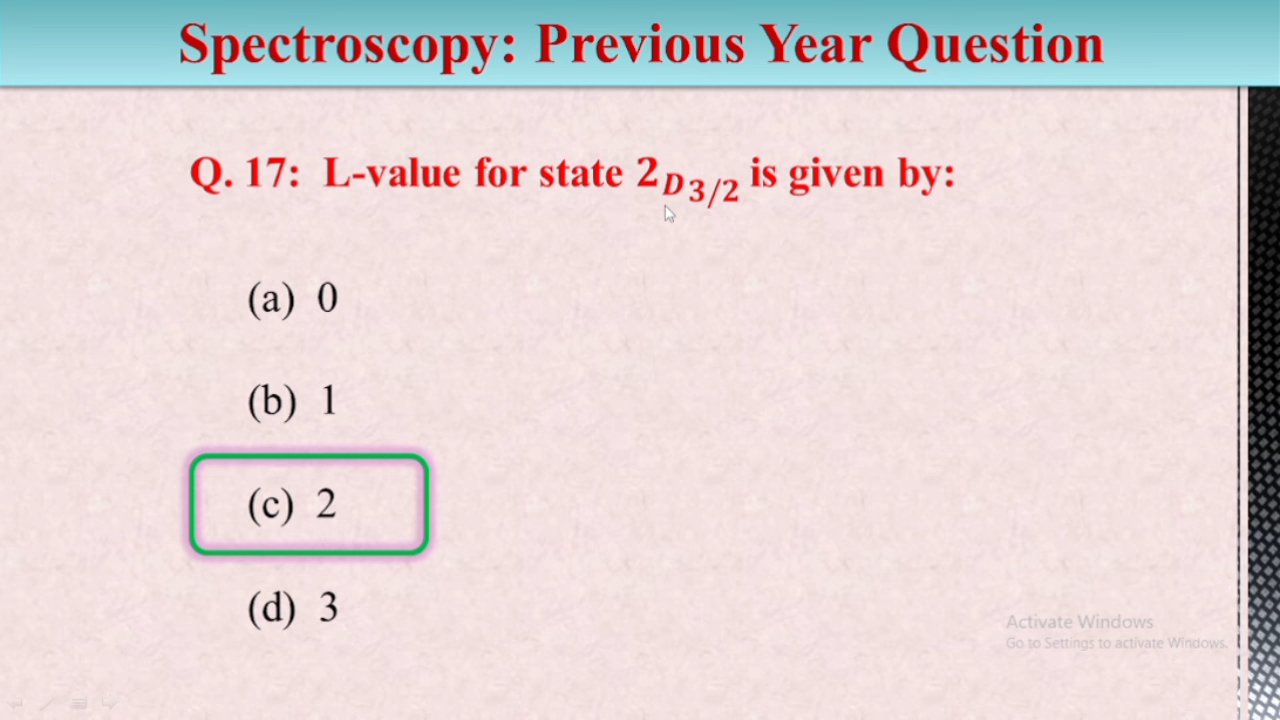 Spectroscopy: Previous Year Question
Q. 17: L-value for state 2D3/2 is given by:
(a) 0
(b) 1
(c) 2
(d) 3
Activate Windows
Go to Settings to activate Windows.